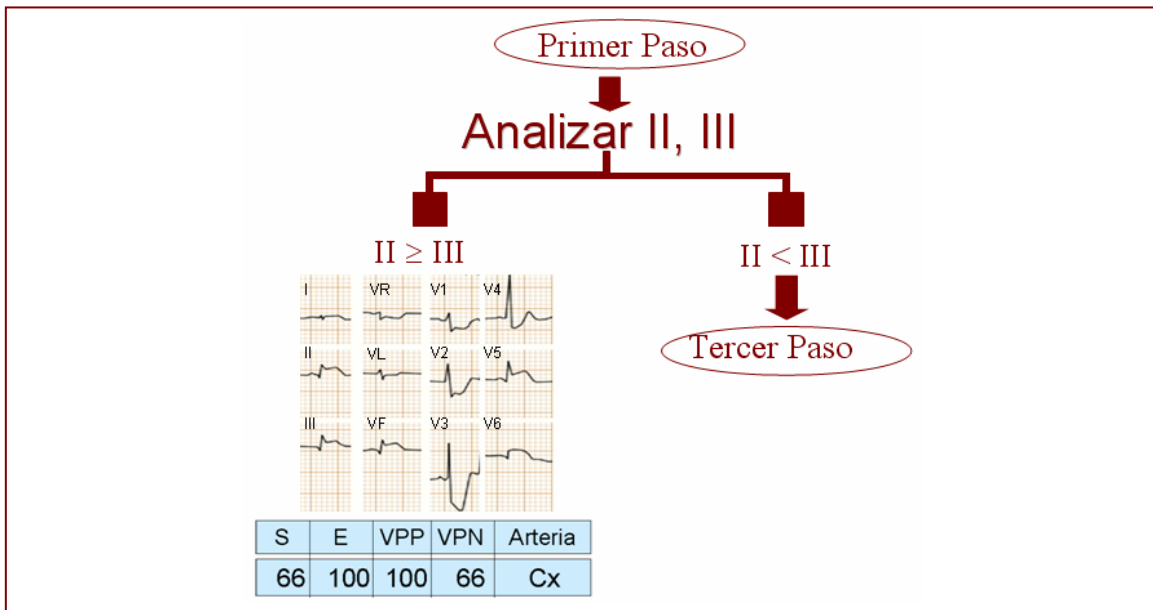 Primer Paso
Analizar II, III
II ≥ III
II < III
Tercer Paso
I VR V1 V4
II VL V2 V5
III VF V3 V6
S E VPP VPN Arteria
66 100 100 66 Cx